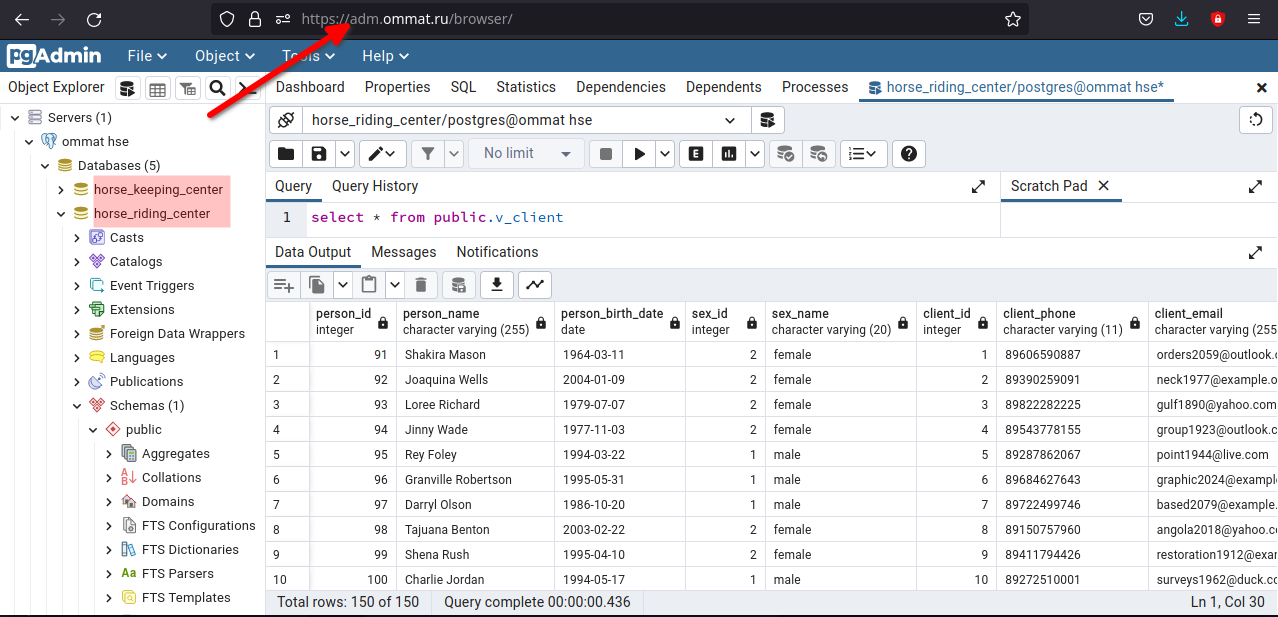 https://adm.ommat.ru/browser/
pgAdmin File Object Tools Help
Object Explorer
Dashboard Properties SQL Statistics Dependencies Dependents Processes horse_riding_center/postgres@ommat hse*
Servers (1)
ommat hse
Databases (5)
horse_keeping_center
horse_riding_center
Casts
Catalogs
Event Triggers
Extensions
Foreign Data Wrappers
Languages
Publications
Schemas (1)
public
Aggregates
Collations
Domains
FTS Configurations
FTS Dictionaries
Aa FTS Parsers
FTS Templates
horse_riding_center/postgres@ommat hse
No limit E
Query Query History Scratch Pad
1 select * from public.v_client
Data Output Messages Notifications
person_id person_name person_birth_date sex_id sex_name client_id client_phone client_email
integer character varying (255) date integer character varying (20) integer character varying (11) character varying (255
1 91 Shakira Mason 1964-03-11 2 female 1 89606590887 orders2059@outlook.c
2 92 Joaquina Wells 2004-01-09 2 female 2 89390259091 neck1977@example.o
3 93 Loree Richard 1979-07-07 2 female 3 89822282225 gulf1890@yahoo.com
4 94 Jinny Wade 1977-11-03 2 female 4 89543778155 group1923@outlook.c
5 95 Rey Foley 1994-03-22 1 male 5 89287862067 point1944@live.com
6 96 Granville Robertson 1995-05-31 1 male 6 89684627643 graphic2024@exampl
7 97 Darryl Olson 1986-10-20 1 male 7 89722499746 based2079@example.
8 98 Tajuana Benton 2003-02-22 2 female 8 89150757960 angola2018@yahoo.c
9 99 Shena Rush 1995-04-10 2 female 9 89411794426 restoration1912@exa
10 100 Charlie Jordan 1994-05-17 1 male 10 89272510001 surveys1962@duck.co
Total rows: 150 of 150 Query complete 00:00:00.436 Ln 1, Col 30